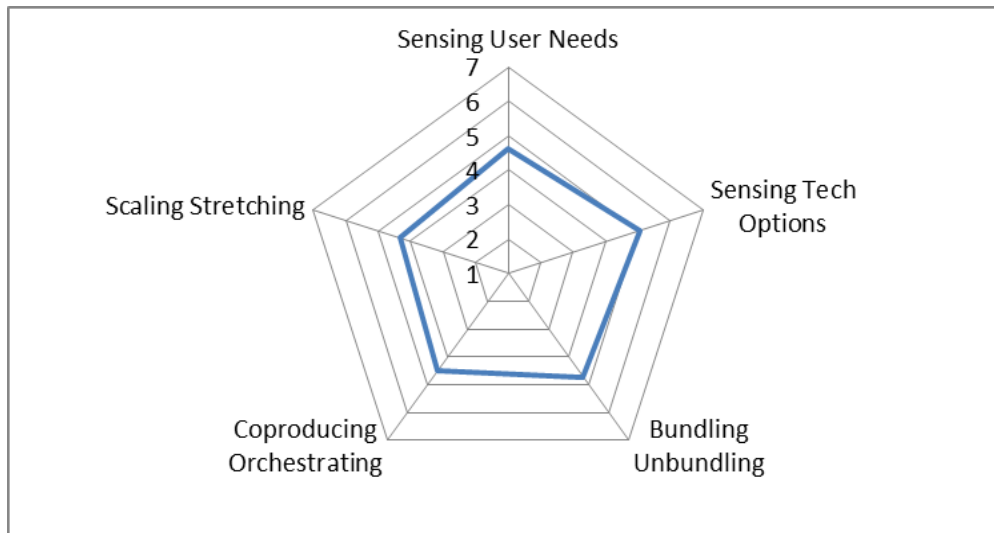 Sensing User Needs
7
6
5
4
3
2
1
Sensing Tech
Options
Bundling
Unbundling
Coproducing
Orchestrating
Scaling Stretching